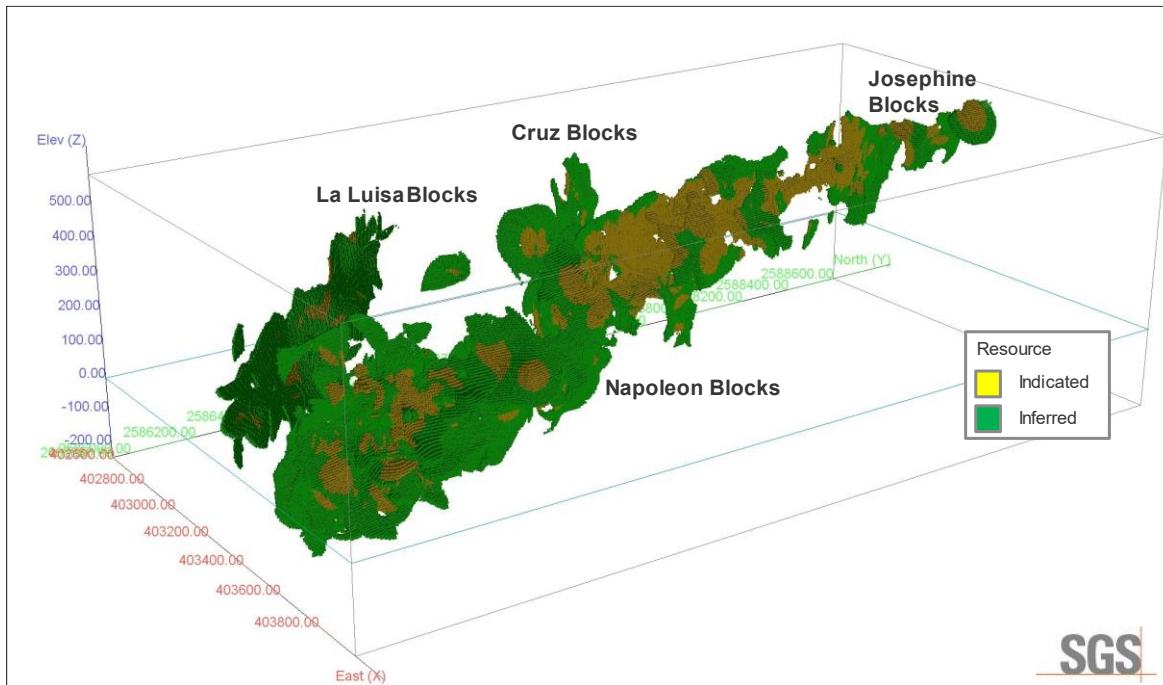 Josephine
Blocks
Cruz Blocks
La Luisa Blocks
Napoleon Blocks
Elev (Z)
500.00
400.00
300.00
200.00
100.00
0.00
-100.00
-200.00
2586200.00
402800.00
403000.00
403200.00
403400.00
403600.00
403800.00
East (X)
North (Y)
2588600.00
2588400.00
Resource
Indicated
Inferred
SGS